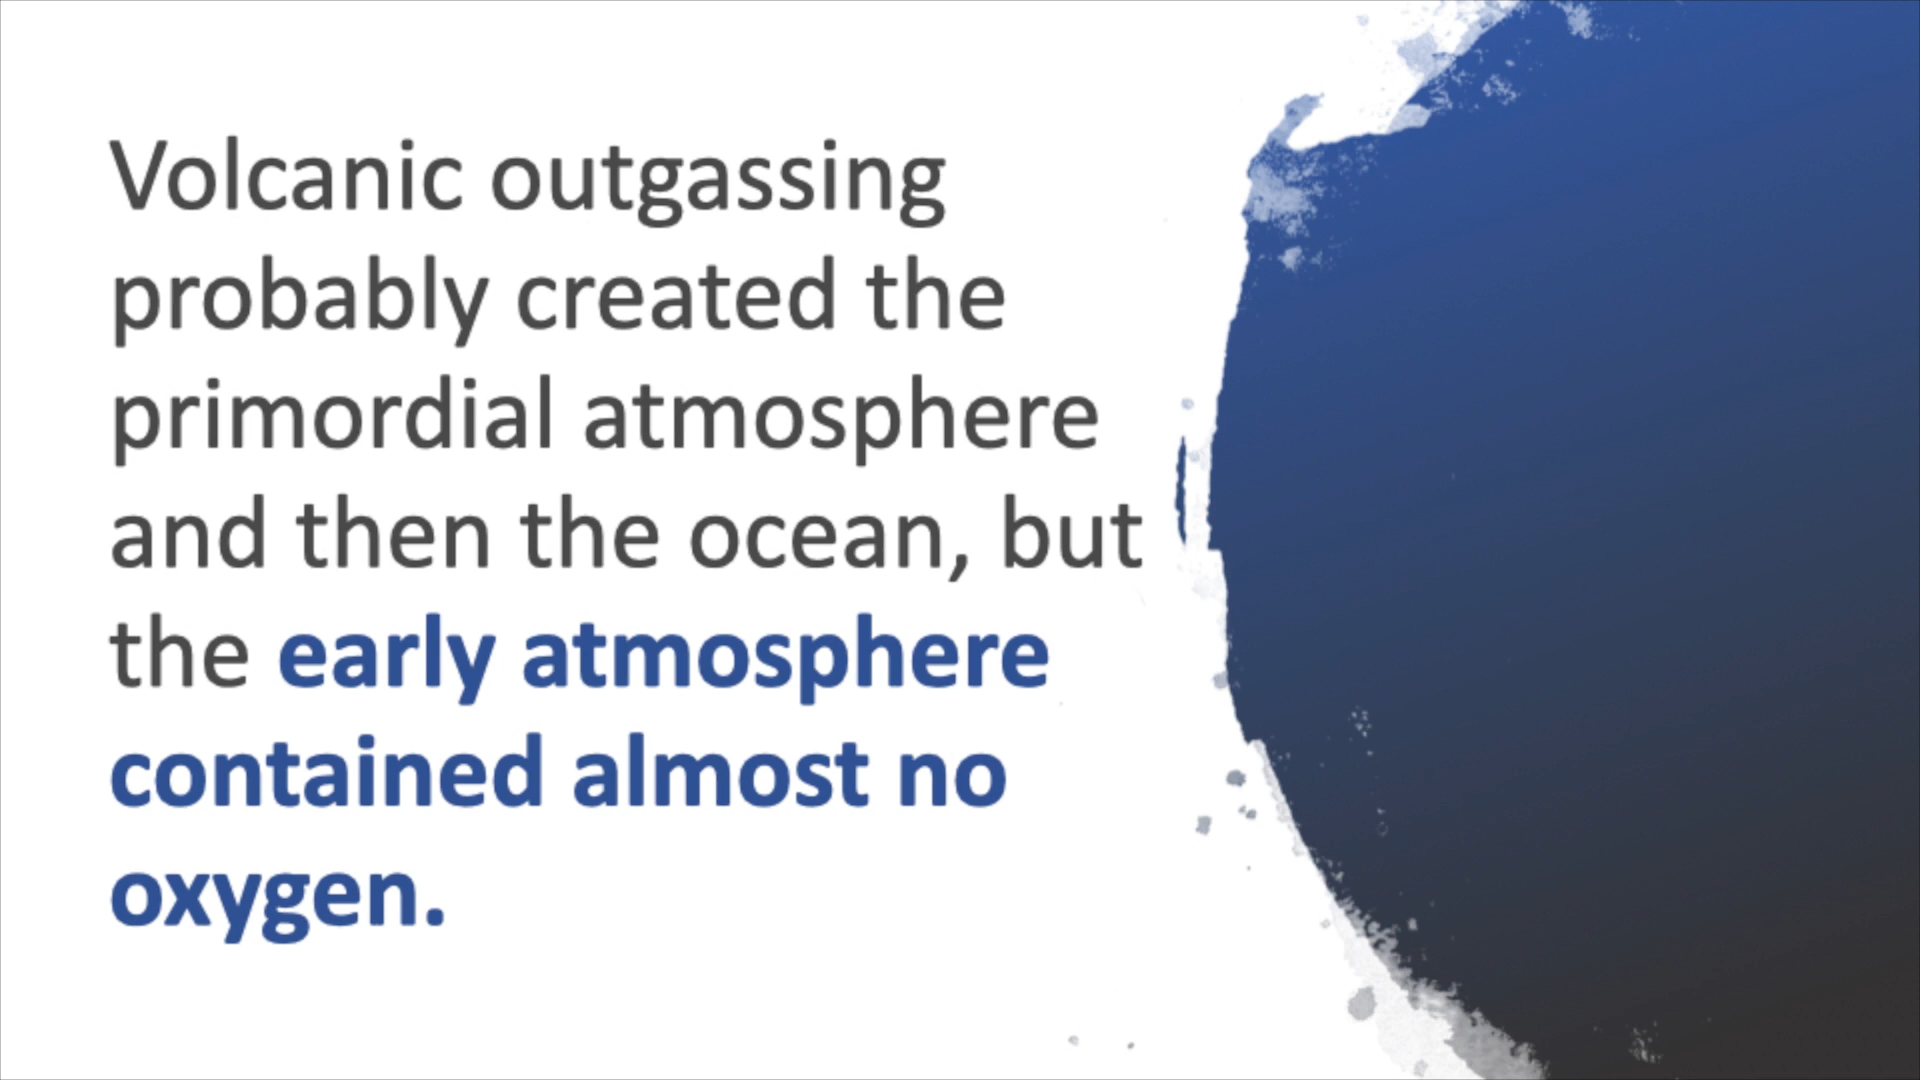 Volcanic outgassing
probably created the
primordial atmosphere
and then the ocean, but
the early atmosphere
contained almost no
oxygen.